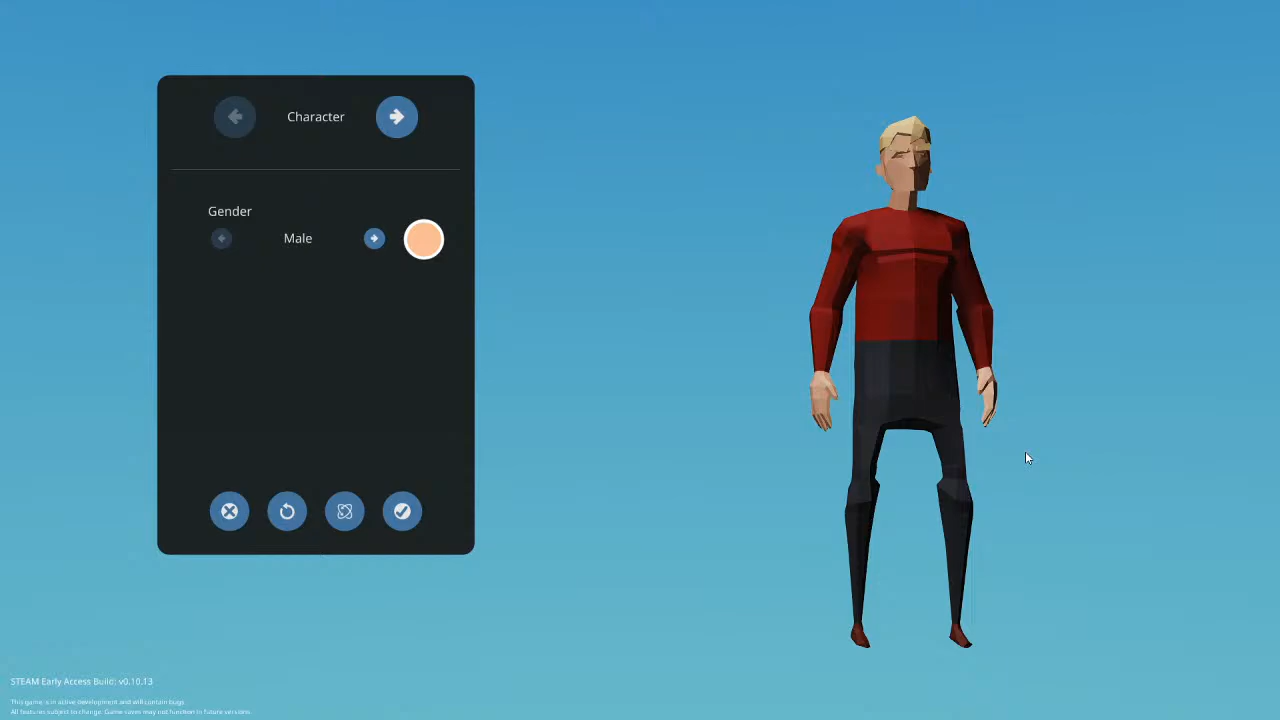 Character
Gender
Male
STEAM Early Access Build: v0.10.13
This game is in active development and will contain bugs.
All features subject to change. Game saves may not function in future versions.